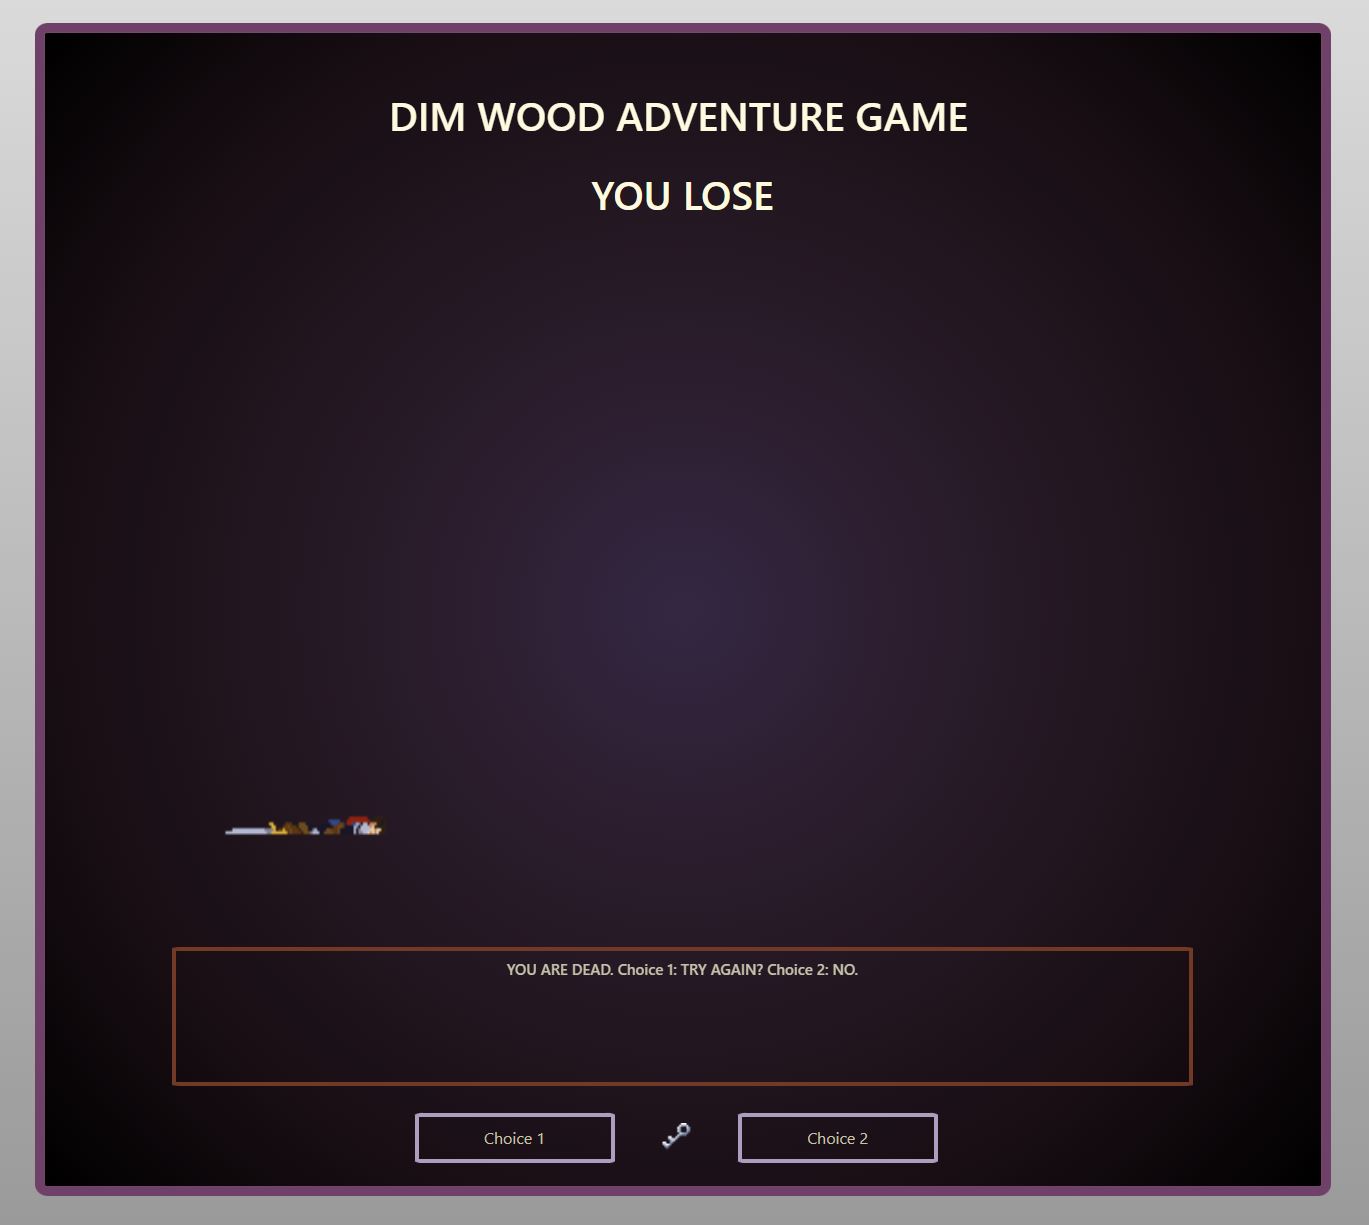 DIM WOOD ADVENTURE GAME
YOU LOSE
YOU ARE DEAD. Choice 1: TRY AGAIN? Choice 2: NO.
Choice 1
Choice 2